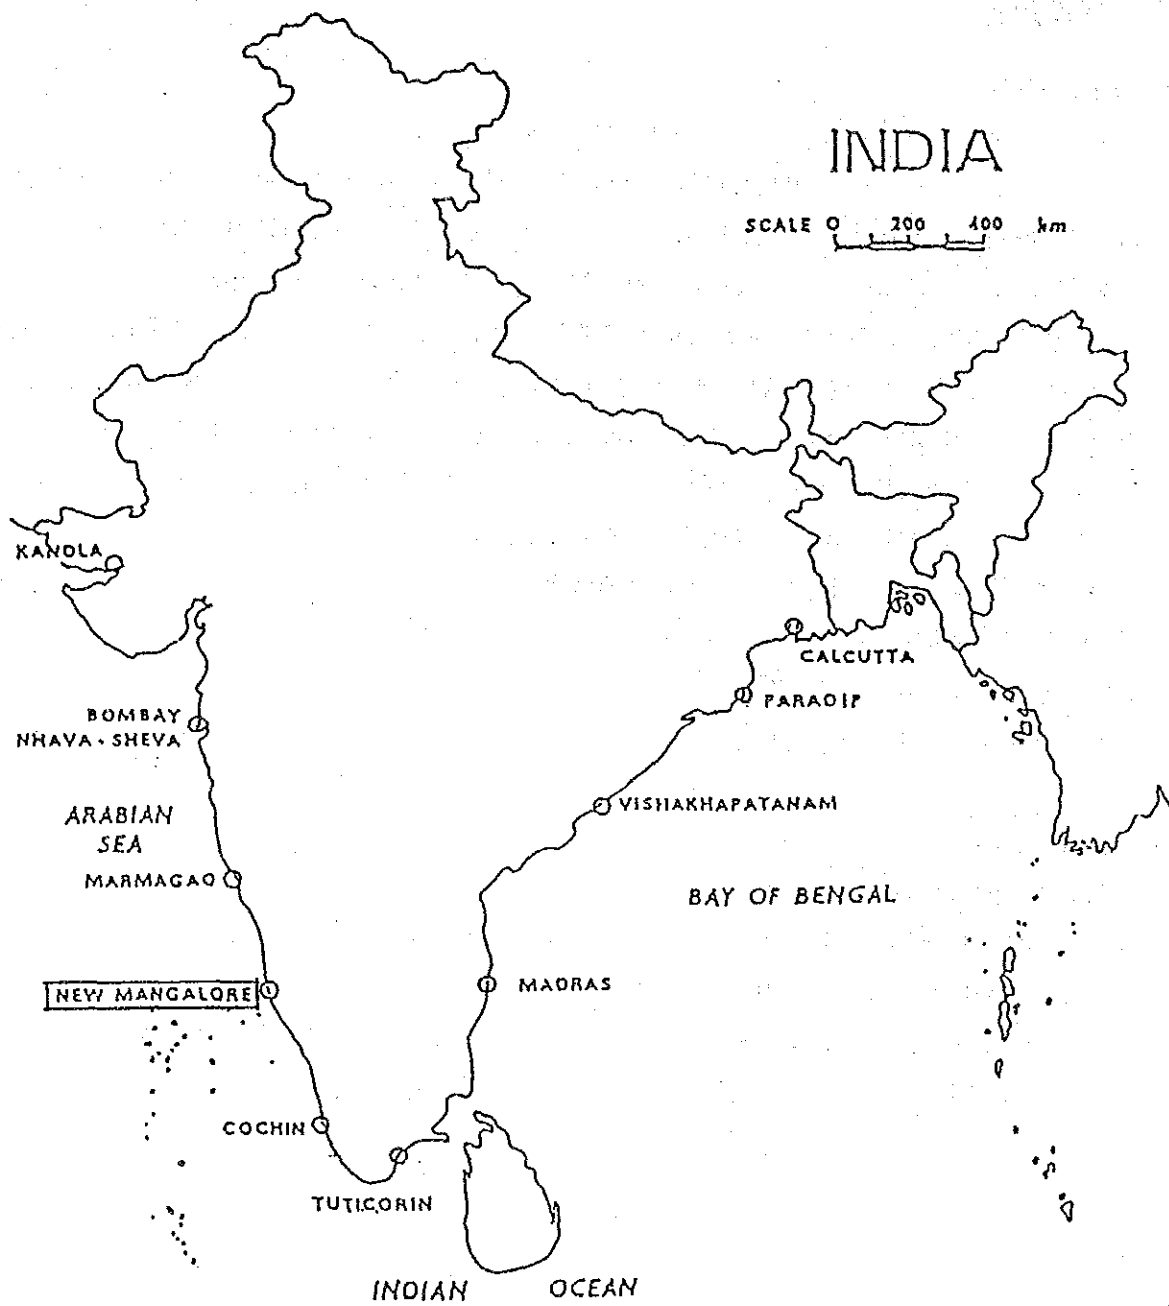 INDIA
SCALE 0 200 400 km
KANDLA
CALCUTTA
PARADIP
BOMBAY
NHAVA - SHEVA
VISHAKHAPATANAM
ARABIAN
SEA
MARMAGAO
BAY OF BENGAL
NEW MANGALORE
MADRAS
COCHIN
TUTICORIN
INDIAN OCEAN